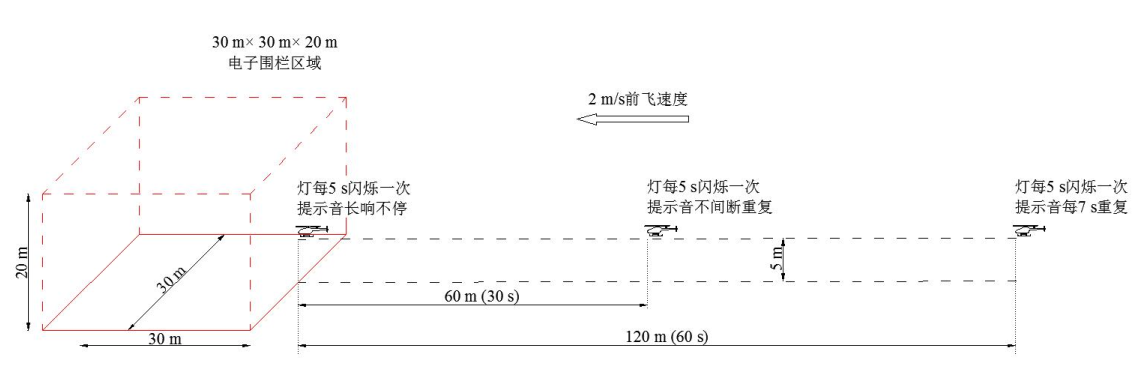 30 m× 30 m× 20 m
电子围栏区域
2 m/s前飞速度
灯每5 s闪烁一次
提示音长响不停
灯每5 s闪烁一次
提示音不间断重复
灯每5 s闪烁一次
提示音每7 s重复
20 m
30 m
5 m
60 m (30 s)
30 m
120 m (60 s)